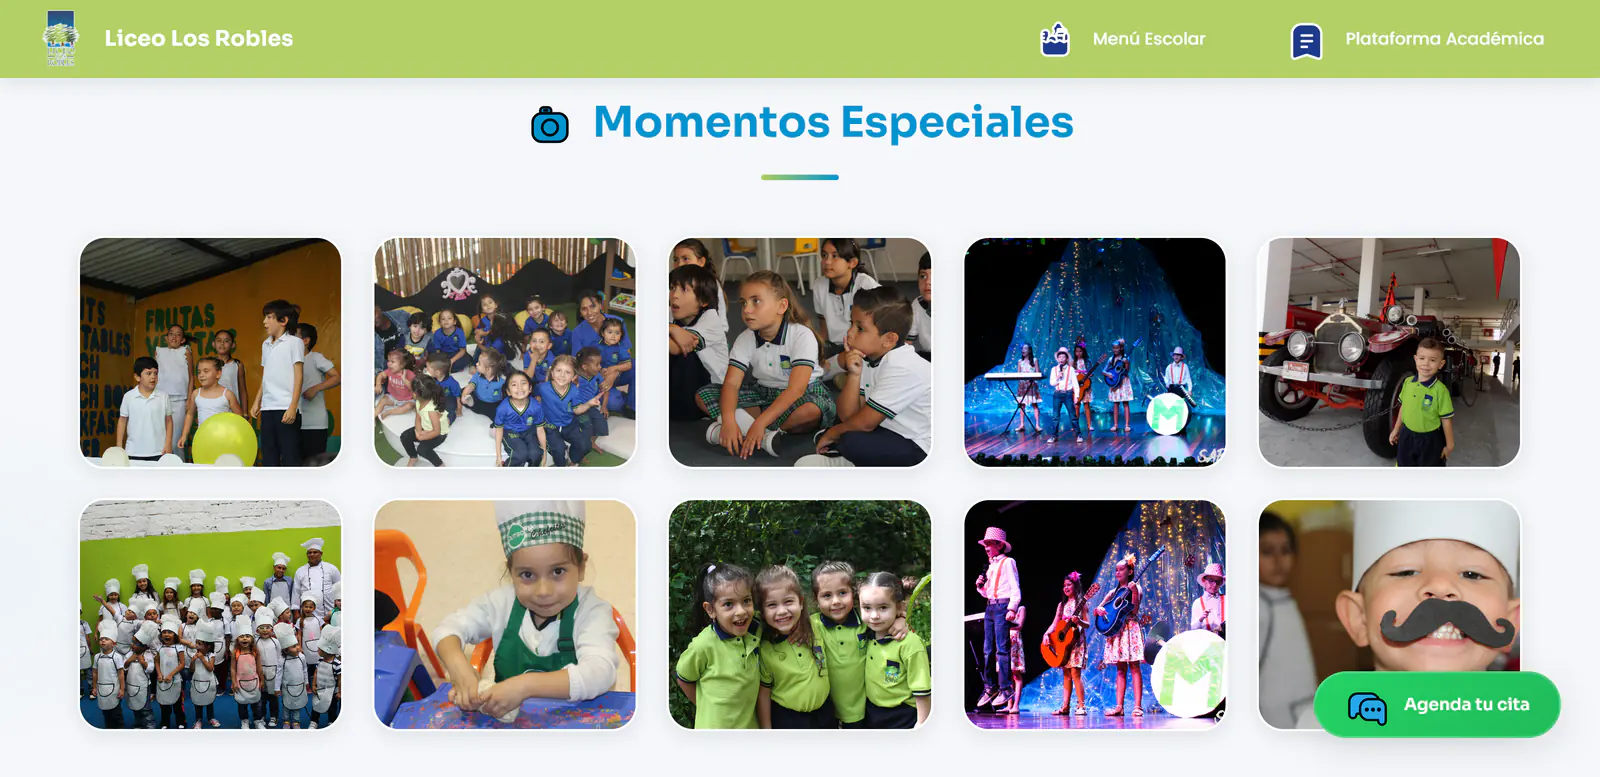 Liceo Los Robles
Menú Escolar
Plataforma Académica
Momentos Especiales
FRUTAS
M
M
Agenda tu cita